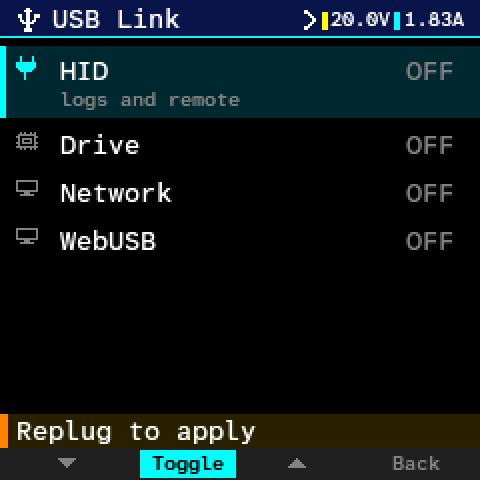 USB Link 20.0V 1.83A
HID OFF
logs and remote
Drive OFF
Network OFF
WebUSB OFF
Replug to apply
Toggle Back